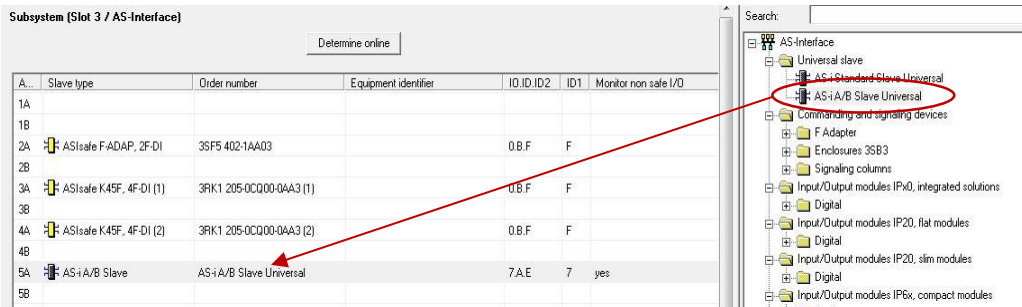 Subsystem (Slot 3 / AS-Interface)
Determine online
A... Slave type Order number Equipment identifier IO.ID.ID2 ID1 Monitor non safe I/O
1A
1B
2A ASIsafe F-ADAP, 2F-DI 3SF5 402-1AA03 0.B.F F
2B
3A ASIsafe K45F, 4F-DI (1) 3RK1 205-0CQ00-0AA3 (1) 0.B.F F
3B
4A ASIsafe K45F, 4F-DI (2) 3RK1 205-0CQ00-0AA3 (2) 0.B.F F
4B
5A AS-i A/B Slave AS-i A/B Slave Universal 7.A.E 7 yes
5B
Search:
AS-Interface
Universal slave
AS-i Standard Slave Universal
AS-i A/B Slave Universal
Commanding and signaling devices
F Adapter
Enclosures 3SB3
Signaling columns
Input/Output modules IPx0, integrated solutions
Digital
Input/Output modules IP20, flat modules
Digital
Input/Output modules IP20, slim modules
Digital
Input/Output modules IP6x, compact modules